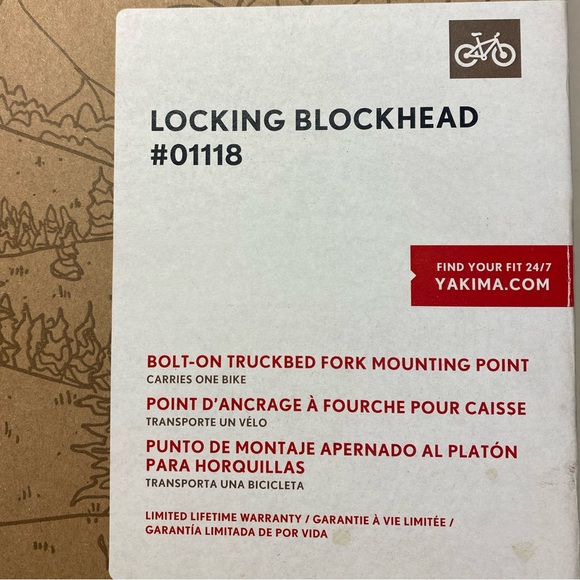 LOCKING BLOCKHEAD
#01118
FIND YOUR FIT 24/7
YAKIMA.COM
BOLT-ON TRUCKBED FORK MOUNTING POINT
CARRIES ONE BIKE
POINT D'ANCRAGE À FOURCHE POUR CAISSE
TRANSPORTE UN VÉLO
PUNTO DE MONTAJE APERNADO AL PLATÓN
PARA HORQUILLAS
TRANSPORTA UNA BICICLETA
LIMITED LIFETIME WARRANTY / GARANTIE À VIE LIMITÉE /
GARANTÍA LIMITADA DE POR VIDA